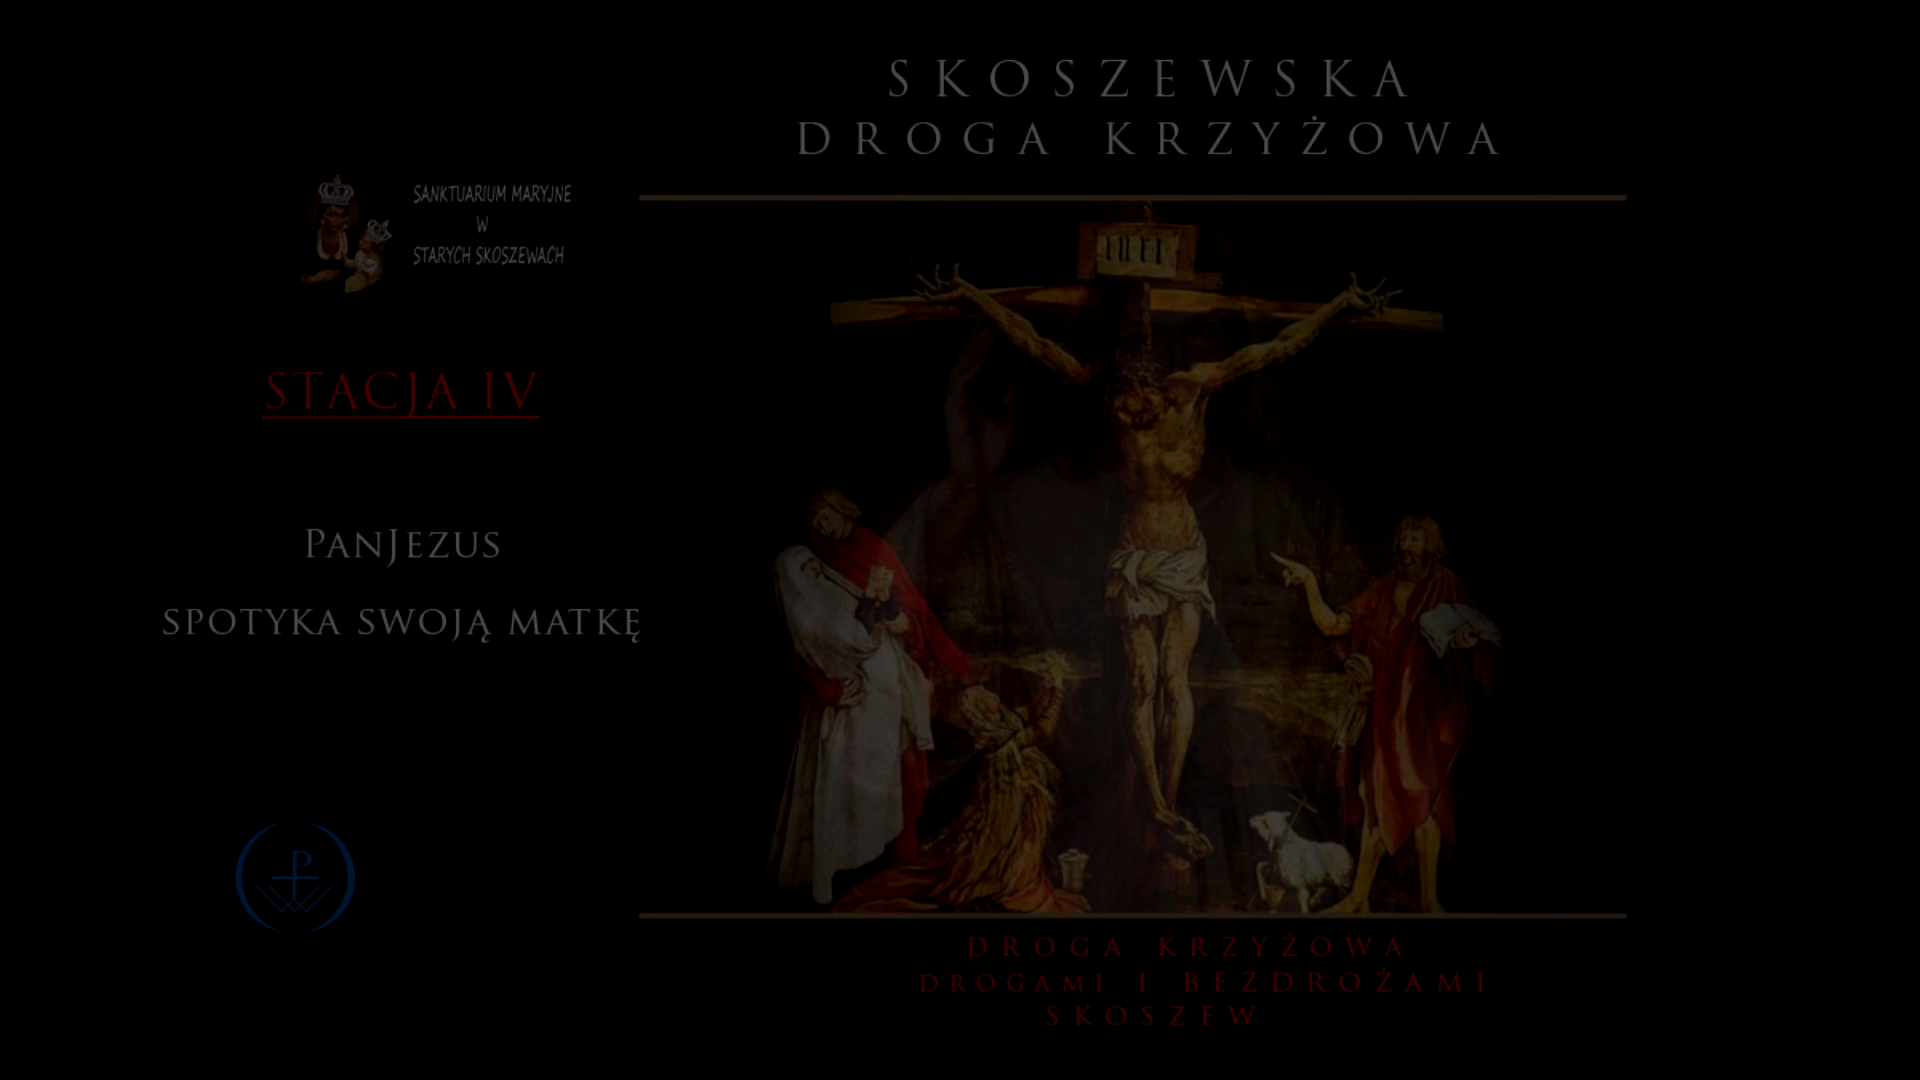 SKOSZEWSKA
DROGA KRZYŻOWA
SANKTUARIUM MARYJNE
W
STARYCH SKOSZEWACH
STACJA IV
PANJEZUS
SPOTYKA SWOJĄ MATKĘ
DROGA KRZYŻOWA
DROGAMI I BEZDROŻAMI
SKOSZEW